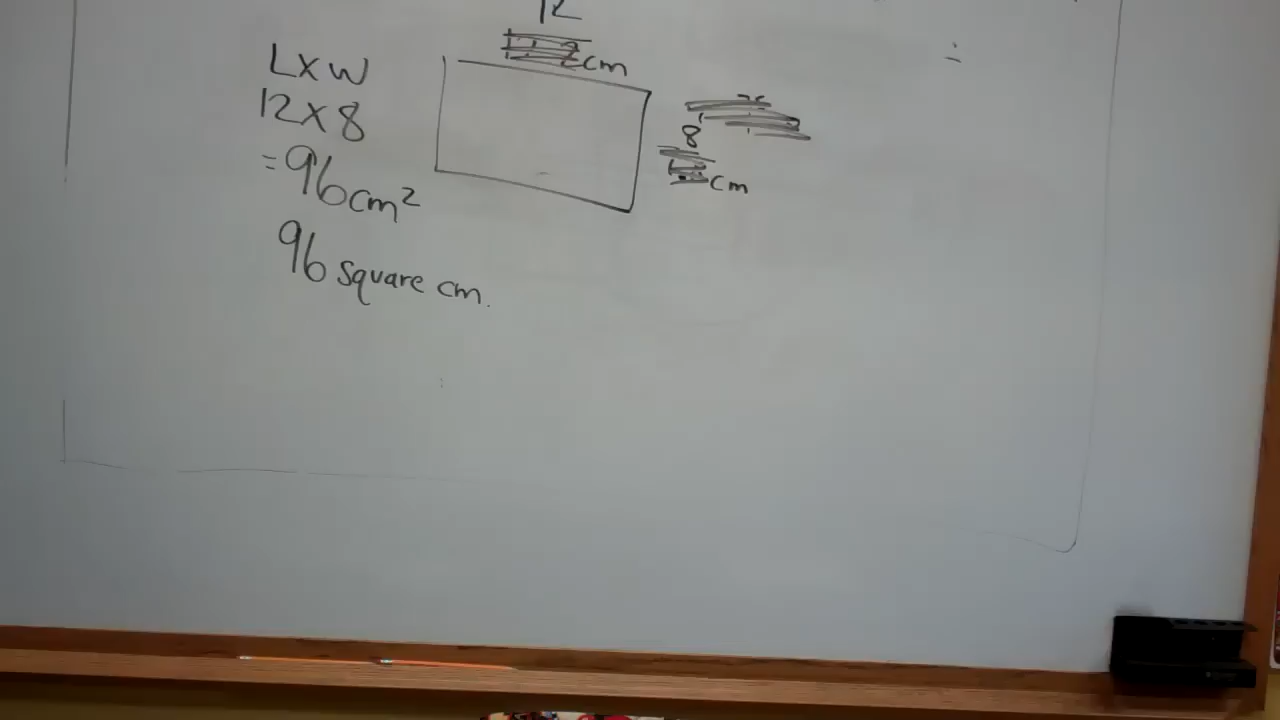 12
cm
L x W
12 x 8
= 96 cm²
96 square cm.
8
cm